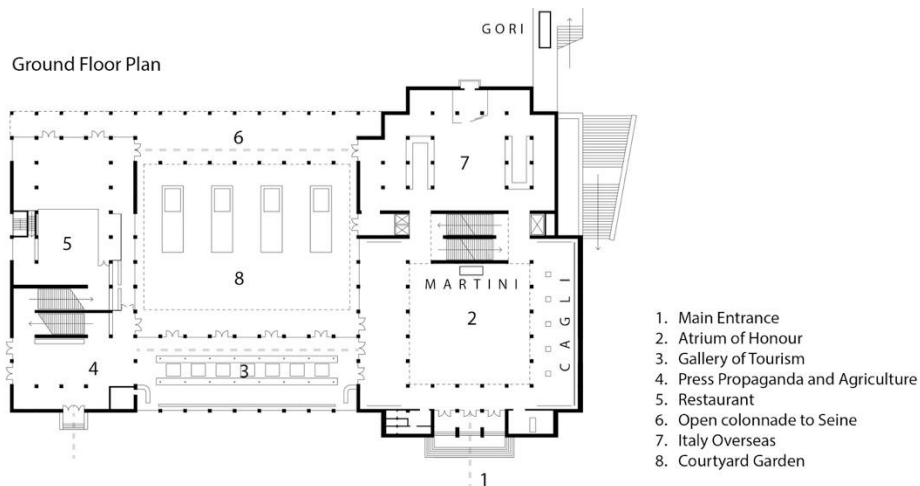 GORI
Ground Floor Plan
6
7
5
8
MARTINI
2
CAGLI
4
3
1
1. Main Entrance
2. Atrium of Honour
3. Gallery of Tourism
4. Press Propaganda and Agriculture
5. Restaurant
6. Open colonnade to Seine
7. Italy Overseas
8. Courtyard Garden